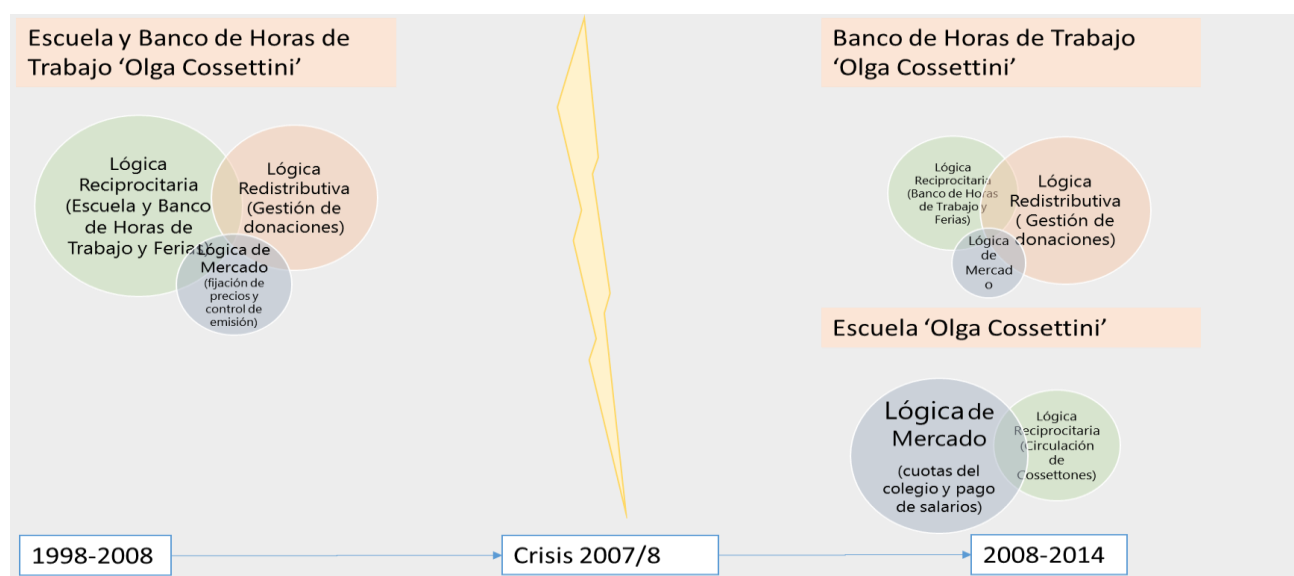 Escuela y Banco de Horas de
Trabajo ‘Olga Cossettini’
Lógica
Reciprocitaria
(Escuela y Banco
de Horas de
Trabajo y Ferias)
Lógica
Redistributiva
(Gestión de
donaciones)
Lógica de
Mercado
(fijación de
precios y
control de
emisión)
Banco de Horas de Trabajo
‘Olga Cossettini’
Lógica
Reciprocitaria
(Banco de Horas
de Trabajo y
Ferias)
Lógica
Redistributiva
( Gestión de
donaciones)
Lógica
de
Mercad
o
Escuela ‘Olga Cossettini’
Lógica de
Mercado
(cuotas del
colegio y pago
de salarios)
Lógica
Reciprocitaria
(Circulación
de
Cossettones)
1998-2008
Crisis 2007/8
2008-2014